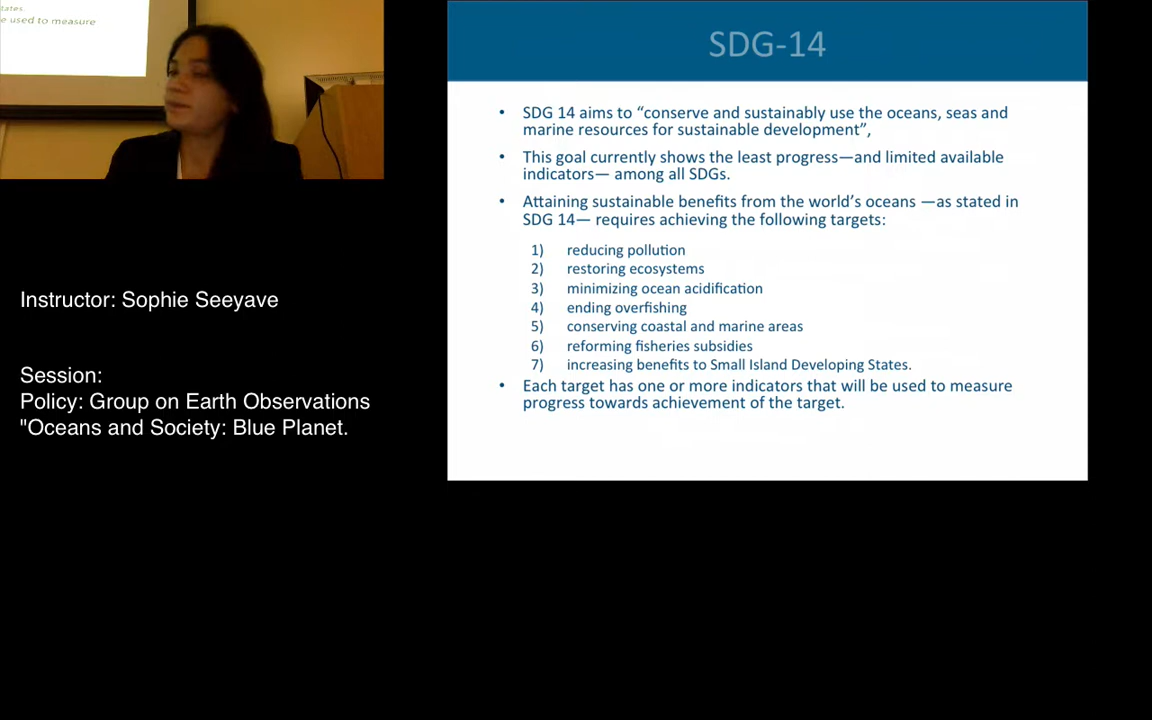 tates.
e used to measure
SDG-14
• SDG 14 aims to “conserve and sustainably use the oceans, seas and
marine resources for sustainable development”,
• This goal currently shows the least progress—and limited available
indicators— among all SDGs.
• Attaining sustainable benefits from the world’s oceans —as stated in
SDG 14— requires achieving the following targets:
1) reducing pollution
2) restoring ecosystems
3) minimizing ocean acidification
4) ending overfishing
5) conserving coastal and marine areas
6) reforming fisheries subsidies
7) increasing benefits to Small Island Developing States.
• Each target has one or more indicators that will be used to measure
progress towards achievement of the target.
Instructor: Sophie Seeyave
Session:
Policy: Group on Earth Observations
"Oceans and Society: Blue Planet.